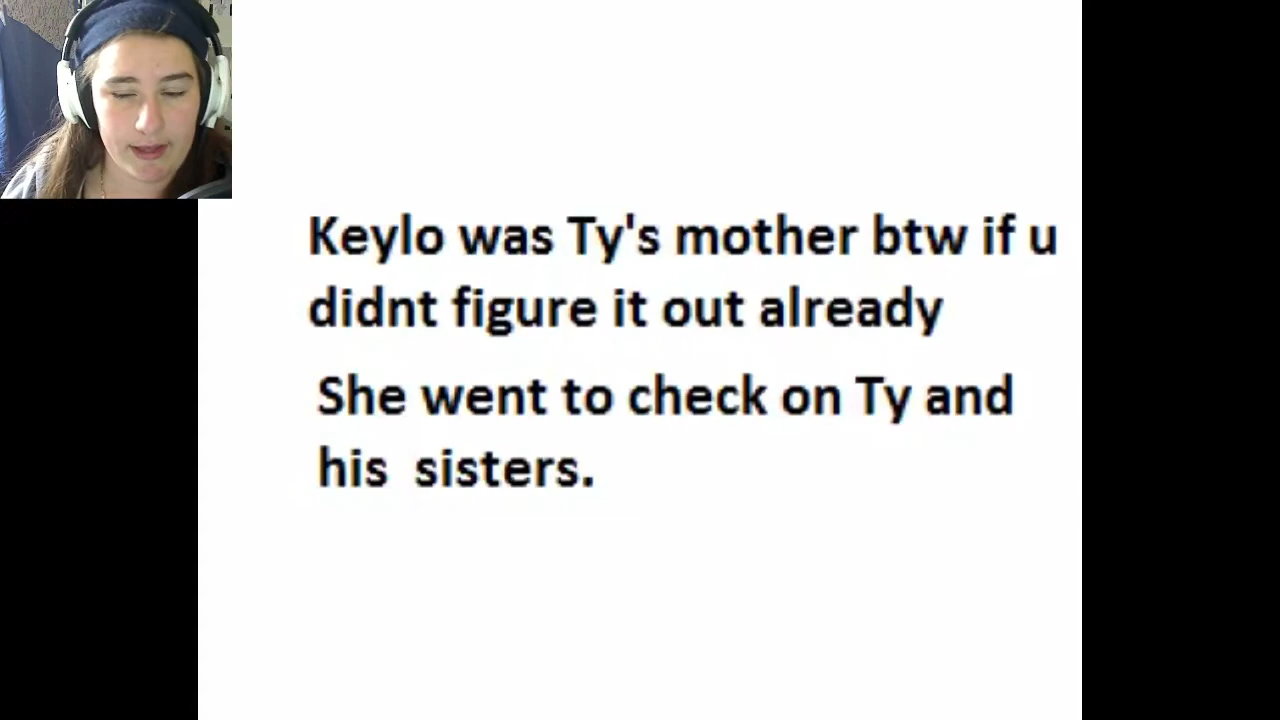 Keylo was Ty's mother btw if u
didnt figure it out already
She went to check on Ty and
his  sisters.